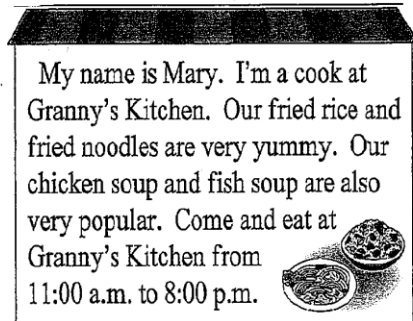 My name is Mary. I'm a cook at
Granny's Kitchen. Our fried rice and
fried noodles are very yummy. Our
chicken soup and fish soup are also
very popular. Come and eat at
Granny's Kitchen from
11:00 a.m. to 8:00 p.m.